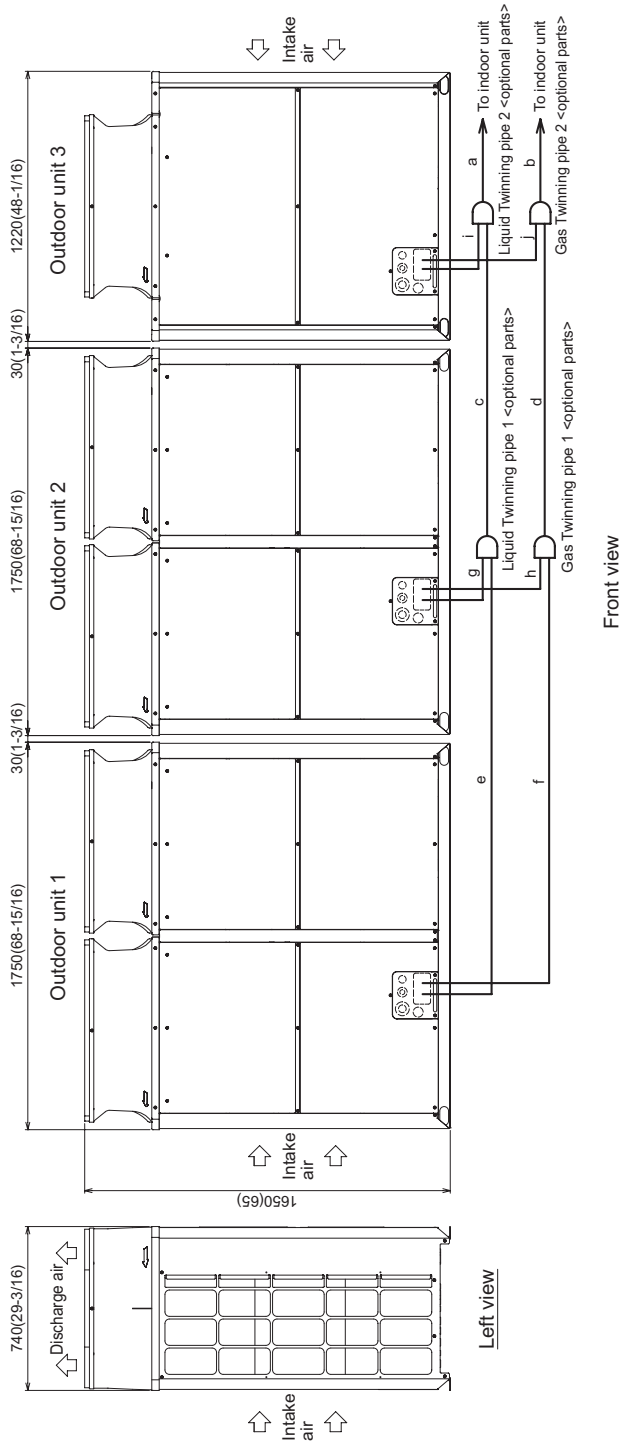 740(29-3/16)
Discharge air
Intake
air
Left view
1650(65)
1750(68-15/16)
30(1-3/16)
1750(68-15/16)
30(1-3/16)
1220(48-1/16)
Outdoor unit 1
Outdoor unit 2
Outdoor unit 3
Intake
air
Intake
air
g
i
a
To indoor unit
Liquid Twinning pipe 2 <optional parts>
e
c
Liquid Twinning pipe 1 <optional parts>
h
j
b
To indoor unit
Gas Twinning pipe 2 <optional parts>
f
d
Gas Twinning pipe 1 <optional parts>
Front view